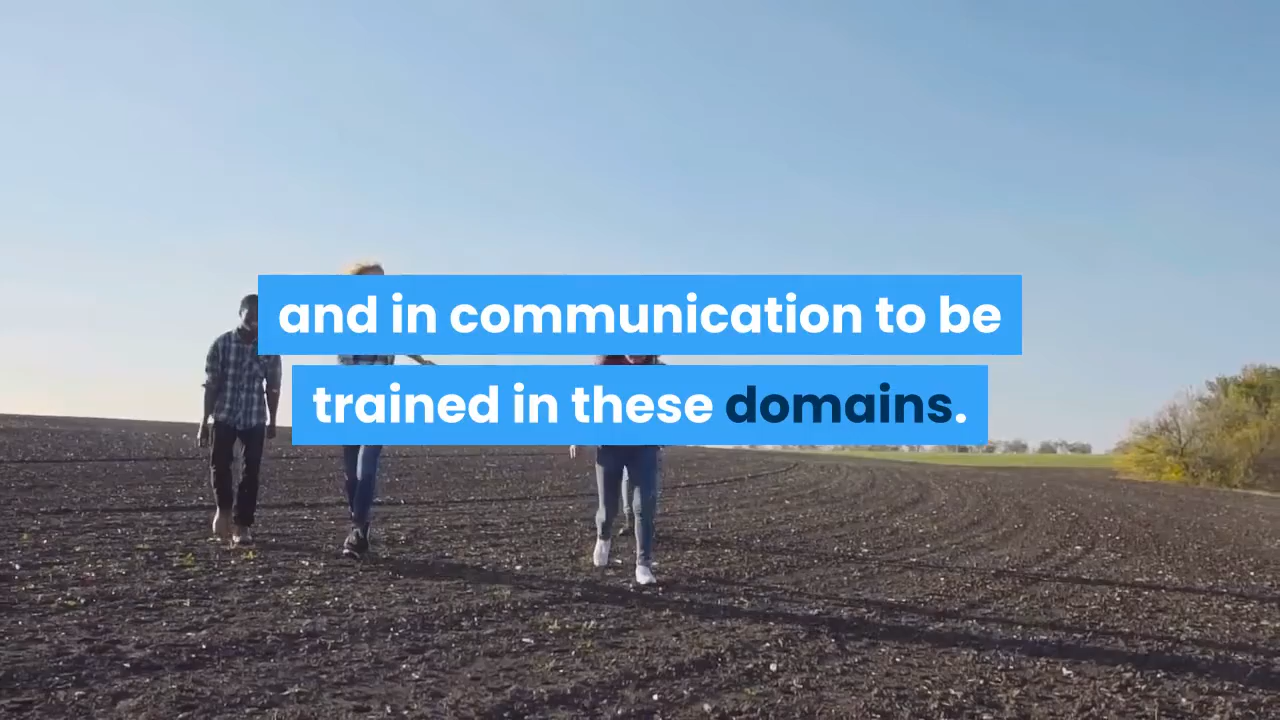 and in communication to be
trained in these domains.